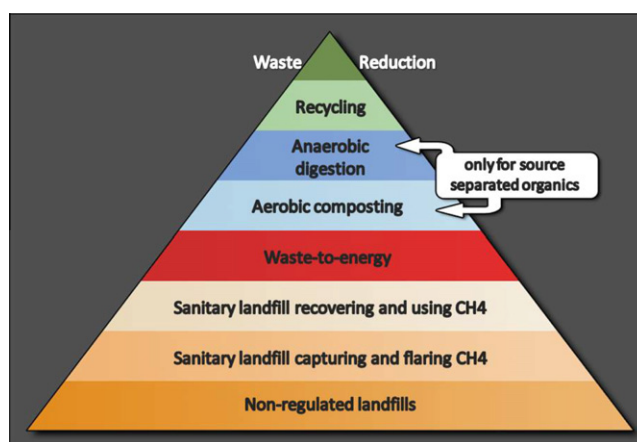 Waste Reduction
Recycling
Anaerobic
digestion
only for source
separated organics
Aerobic composting
Waste-to-energy
Sanitary landfill recovering and using CH4
Sanitary landfill capturing and flaring CH4
Non-regulated landfills